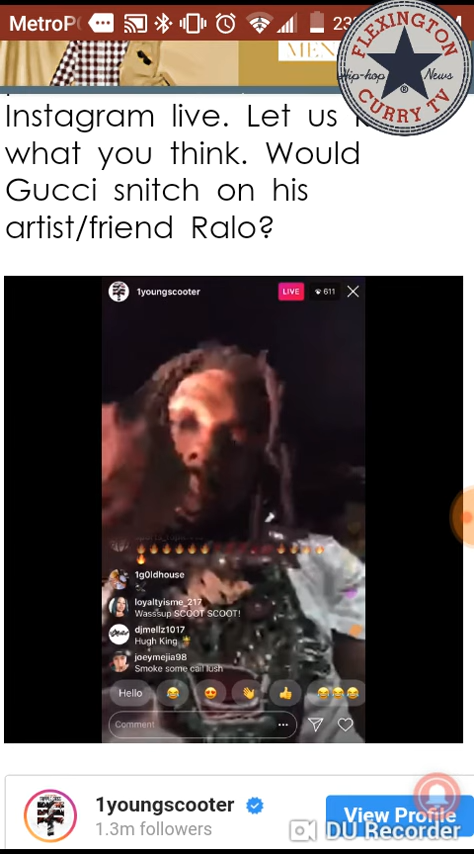 MetroP
23
MEN
FLEXINGTON
Hip-hop News
CURRY TV
Instagram live. Let us
what you think. Would
Gucci snitch on his
artist/friend Ralo?
1youngscooter
LIVE
611
1g0ldhouse
loyaltyisme_217
Wasssup SCOOT SCOOT!
djmellz1017
Hugh King
joeymejia98
Smoke some cali lush
Hello
Comment
1youngscooter
1.3m followers
View Profile
DU Recorder